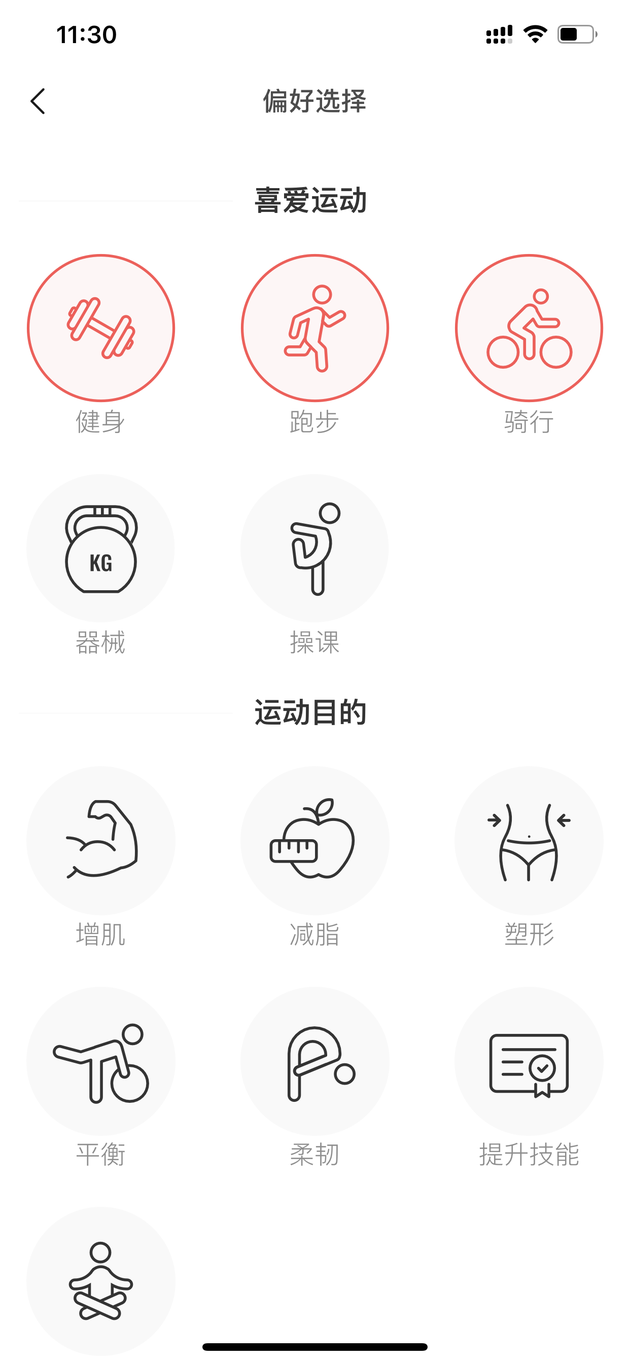 11:30
偏好选择
喜爱运动
健身
跑步
骑行
KG
器械
操课
运动目的
增肌
减脂
塑形
平衡
柔韧
提升技能